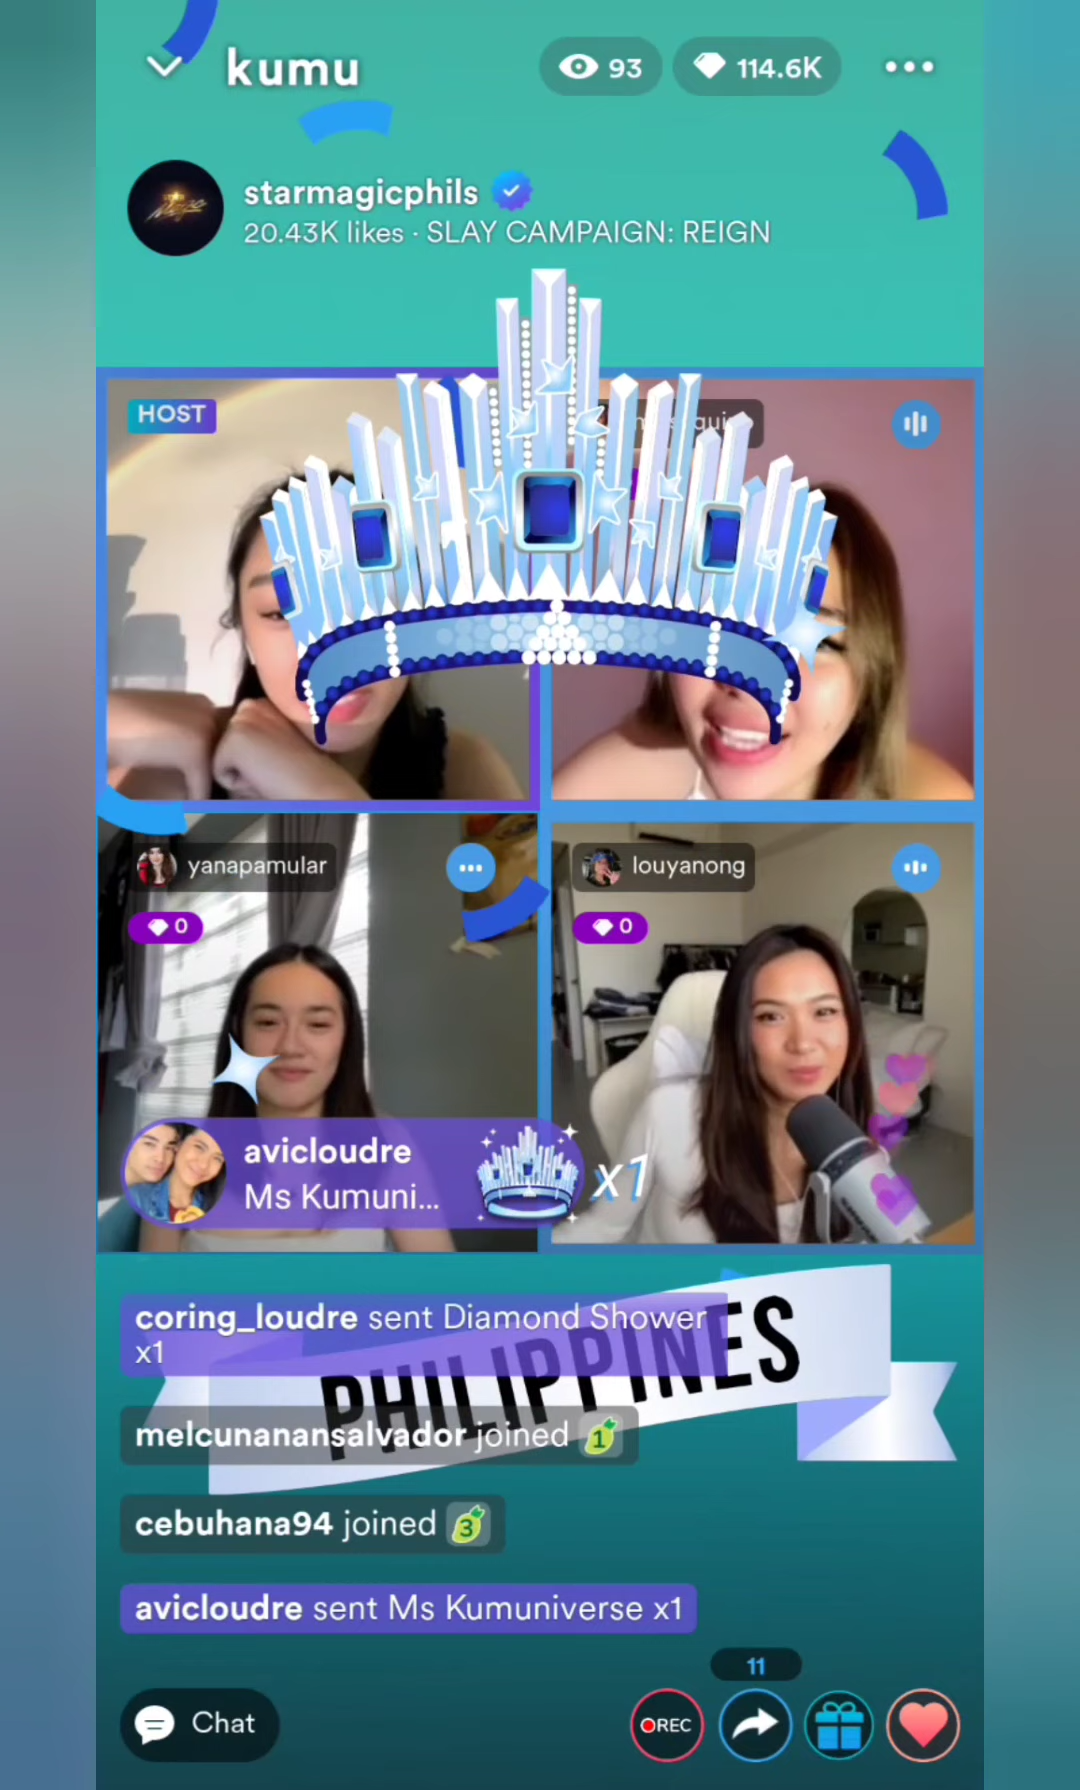 kumu
93
114.6K
starmagicphils
20.43K likes · SLAY CAMPAIGN: REIGN
HOST
yanapamular
0
louyanong
0
avicloudre
Ms Kumuni...
x1
PHILIPPINES
coring_loudre sent Diamond Shower
x1
melcunanansalvador joined 1
cebuhana94 joined 3
avicloudre sent Ms Kumuniverse x1
11
Chat
REC